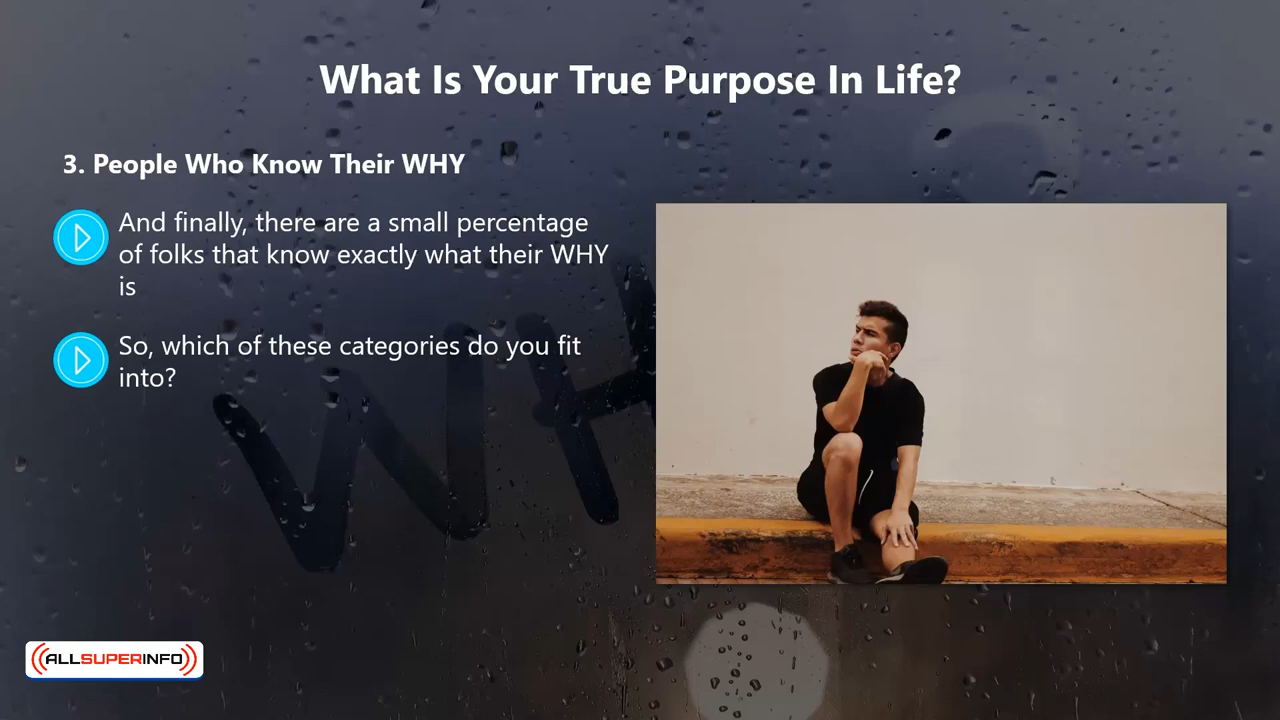 What Is Your True Purpose In Life?
3. People Who Know Their WHY
And finally, there are a small percentage
of folks that know exactly what their WHY
is
So, which of these categories do you fit
into?
WH
ALLSUPERINFO